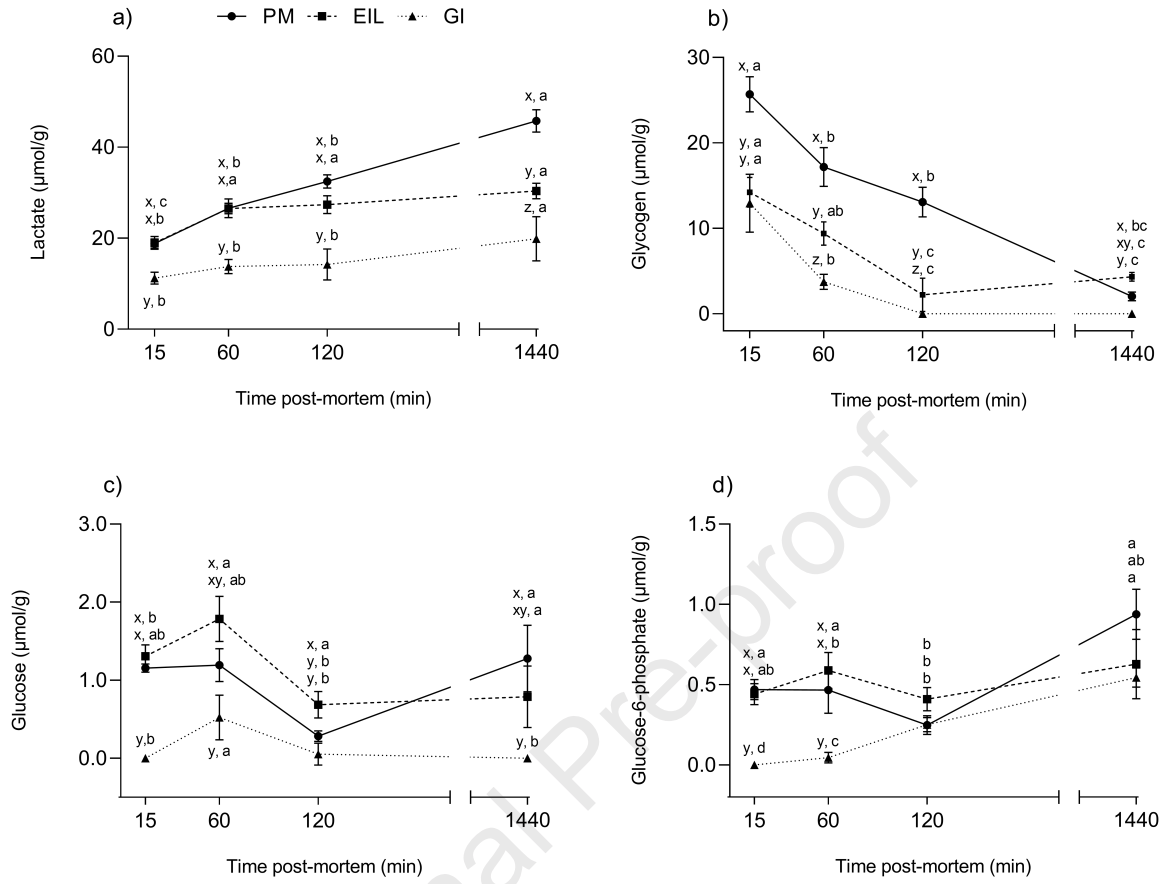 a)
PM EIL GI
60
40
20
0
Lactate (µmol/g)
x, c
x,b
y, b
x, b
x,a
y, b
x, b
x, a
y, b
x, a
y, a
z, a
15 60 120 1440
Time post-mortem (min)
b)
30
20
10
0
Glycogen (µmol/g)
x, a
y, a
y, a
x, b
y, ab
z, b
x, b
y, c
z, c
x, bc
xy, c
y, c
15 60 120 1440
Time post-mortem (min)
c)
3.0
2.0
1.0
0.0
Glucose (µmol/g)
x, b
x, ab
y,b
x, a
xy, ab
y, a
x, a
y, b
y, b
x, a
xy, a
y, b
15 60 120 1440
Time post-mortem (min)
d)
1.5
1.0
0.5
0.0
Glucose-6-phosphate (µmol/g)
x, a
x, ab
y, d
x, a
x, b
y, c
b
b
b
a
ab
a
15 60 120 1440
Time post-mortem (min)
nal Pre-proof